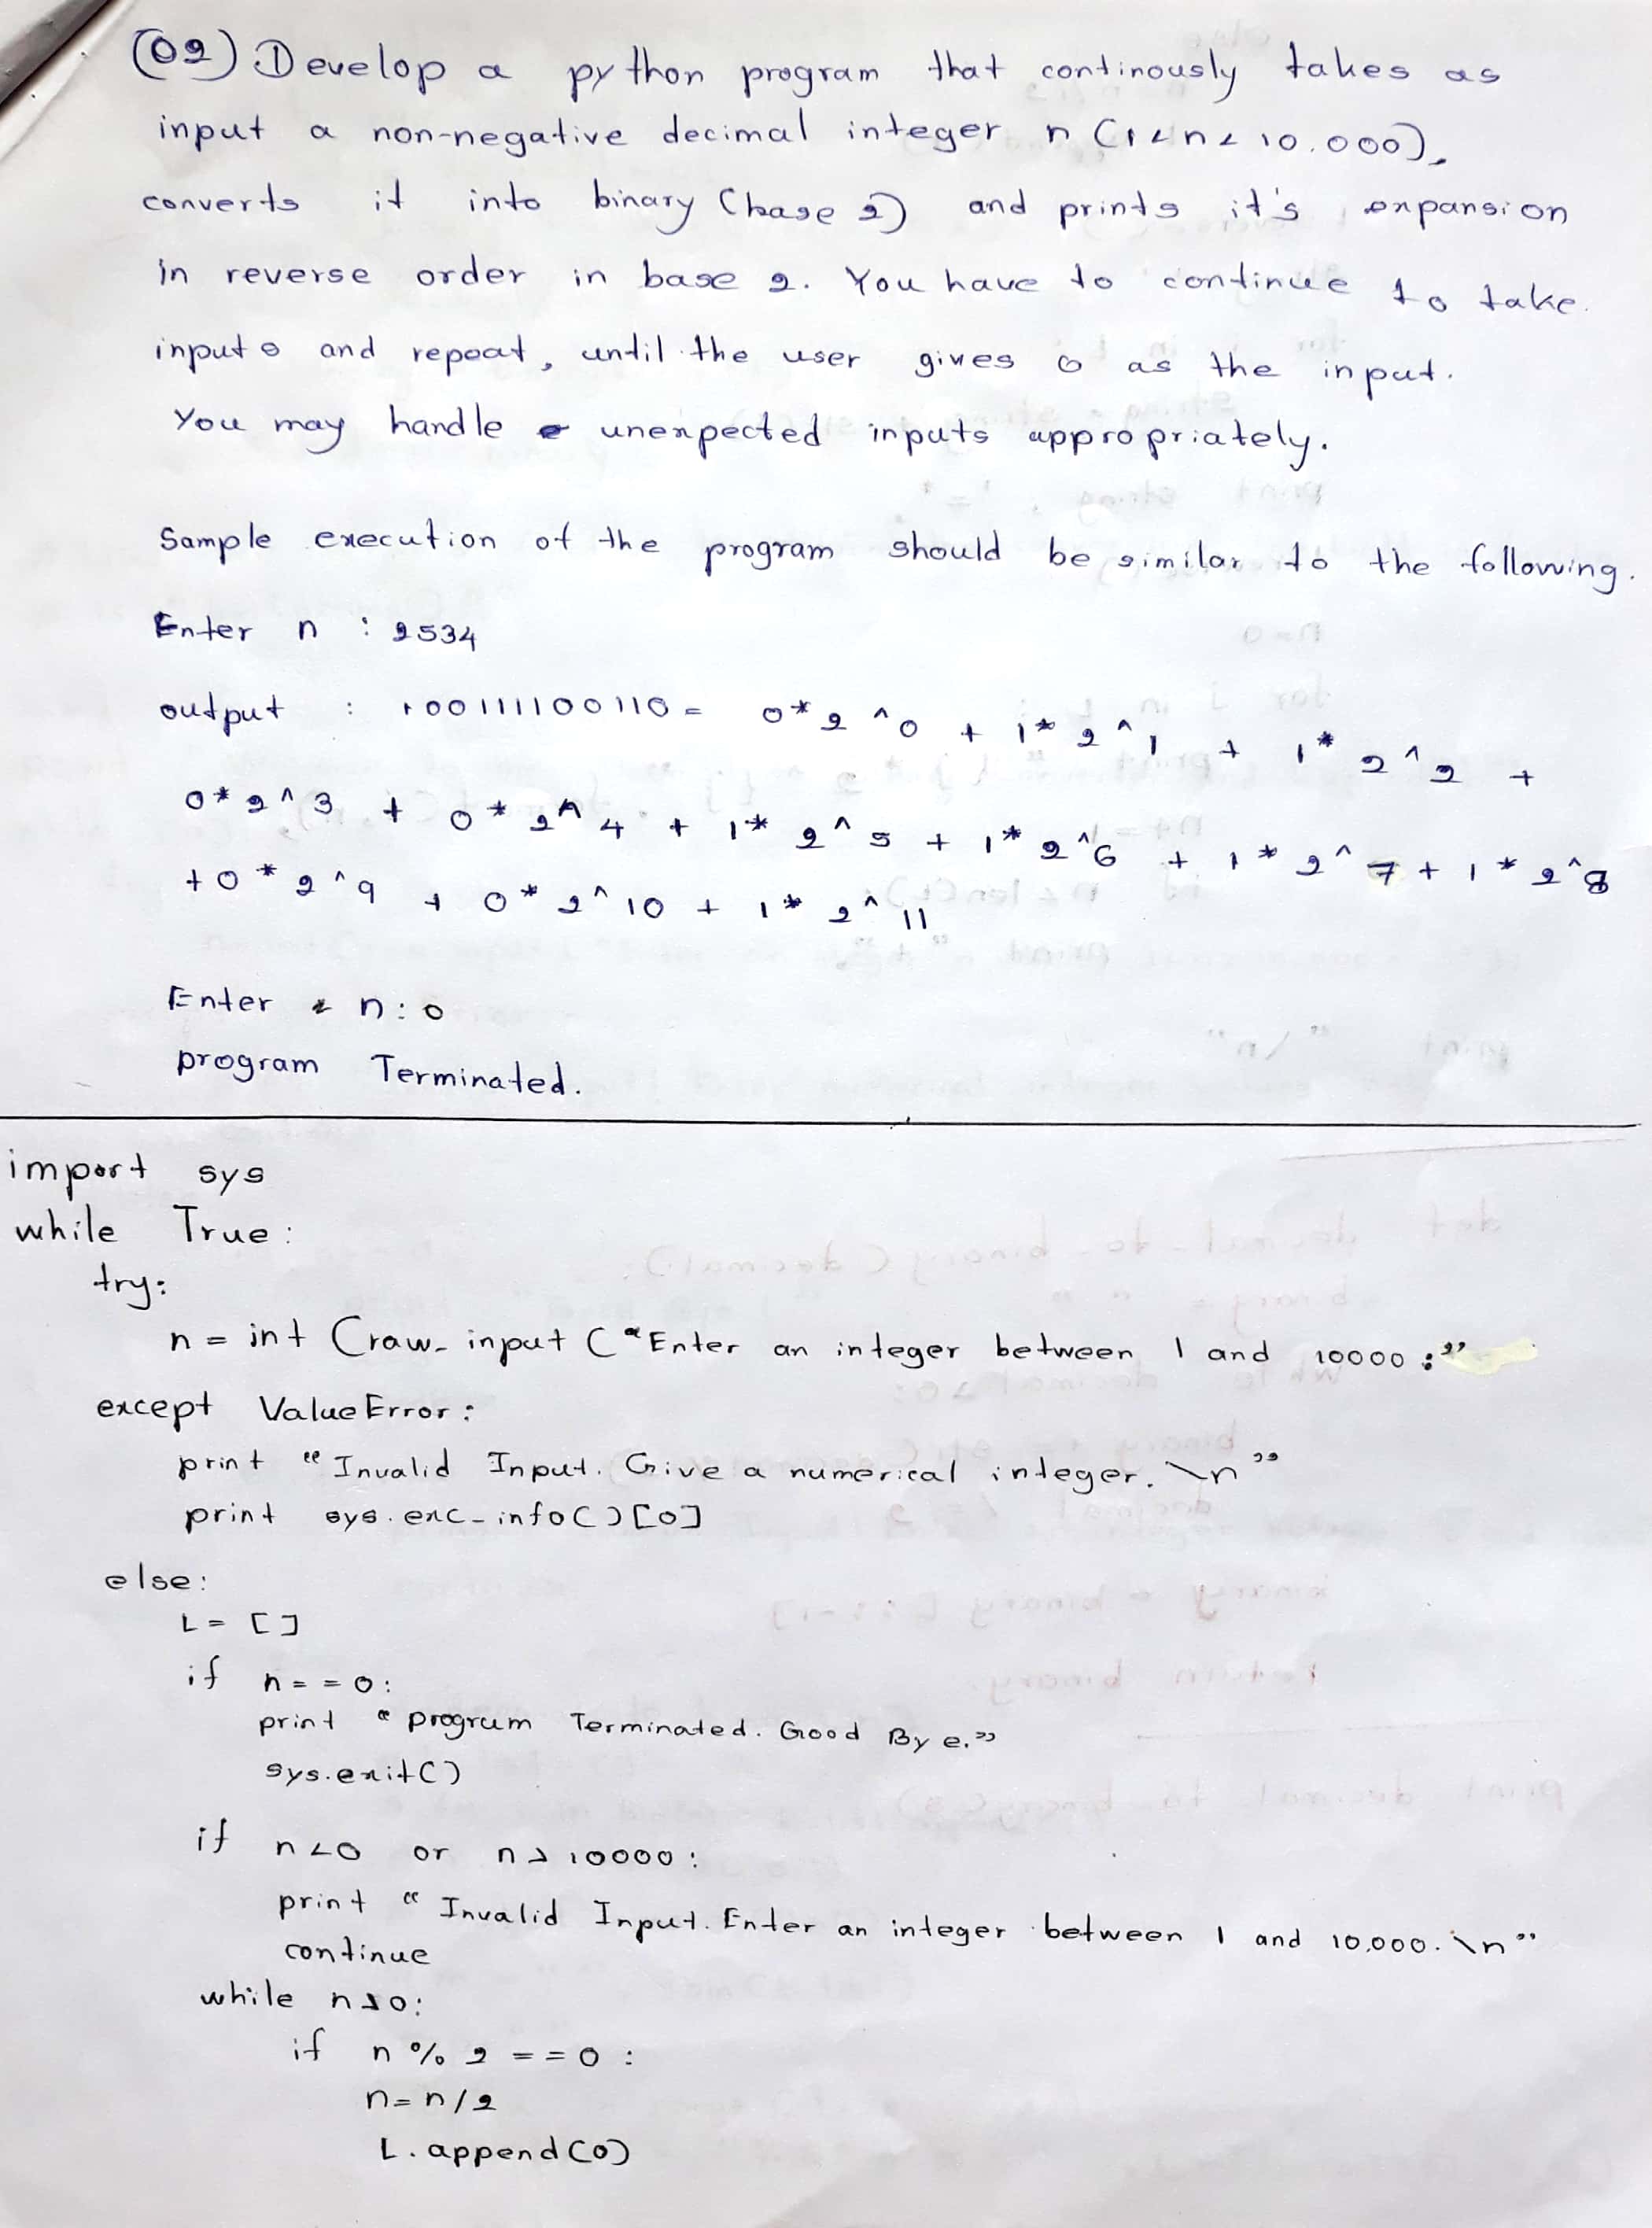 (02) Develop a python program that continously takes as
input a non-negative decimal integer n (1<n<10.000),
converts it into binary (base 2) and prints it's expansion
in reverse order in base 2. You have to continue to take
inputs and repeat, until the user gives 0 as the input.
You may handle unexpected inputs appropriately.
Sample execution of the program should be similar to the following.
Enter n : 2534
output : 100111100110 = 0*2^0 + 1*2^1 + 1*2^2 +
0*2^3 + 0*2^4 + 1*2^5 + 1*2^6 + 1*2^7 + 1*2^8
+0*2^9 + 0*2^10 + 1*2^11
Enter n: 0
program Terminated.
import sys
while True:
try:
n = int (raw_input ("Enter an integer between 1 and 10000 :"
except ValueError:
print "Invalid Input. Give a numerical integer. \n"
print sys.exc_info()[0]
else:
L = []
if n==0:
print "program Terminated. Good Bye."
sys.exit()
if n<0 or n>10000:
print "Invalid Input. Enter an integer between 1 and 10,000. \n"
continue
while n>0:
if n%2==0:
n=n/2
L.append(0)